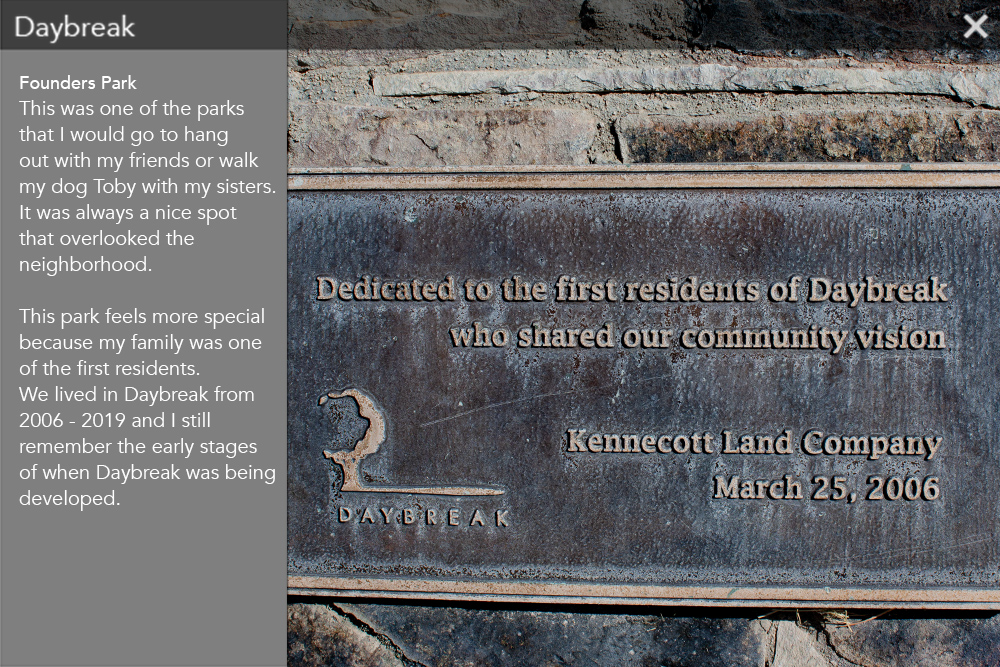 Daybreak
Founders Park
This was one of the parks
that I would go to hang
out with my friends or walk
my dog Toby with my sisters.
It was always a nice spot
that overlooked the
neighborhood.
This park feels more special
because my family was one
of the first residents.
We lived in Daybreak from
2006 - 2019 and I still
remember the early stages
of when Daybreak was being
developed.
Dedicated to the first residents of Daybreak
who shared our community vision
Kennecott Land Company
March 25, 2006
DAYBREAK